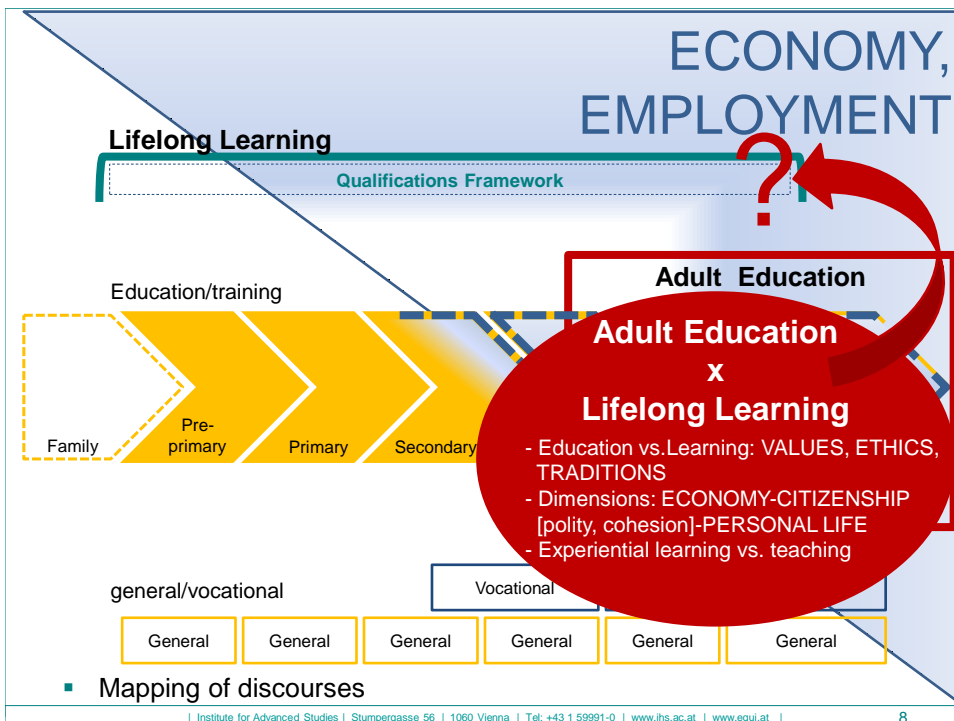 ECONOMY,
EMPLOYMENT
Lifelong Learning
Qualifications Framework
?
Adult Education
Education/training
Adult Education
x
Lifelong Learning
- Education vs.Learning: VALUES, ETHICS,
TRADITIONS
- Dimensions: ECONOMY-CITIZENSHIP
[polity, cohesion]-PERSONAL LIFE
- Experiential learning vs. teaching
Family
Pre-
primary
Primary
Secondary
general/vocational
Vocational
General
General
General
General
General
General
▪ Mapping of discourses
| Institute for Advanced Studies | Stumpergasse 56 | 1060 Vienna | Tel: +43 1 59991-0 | www.ihs.ac.at | www.equi.at |
8